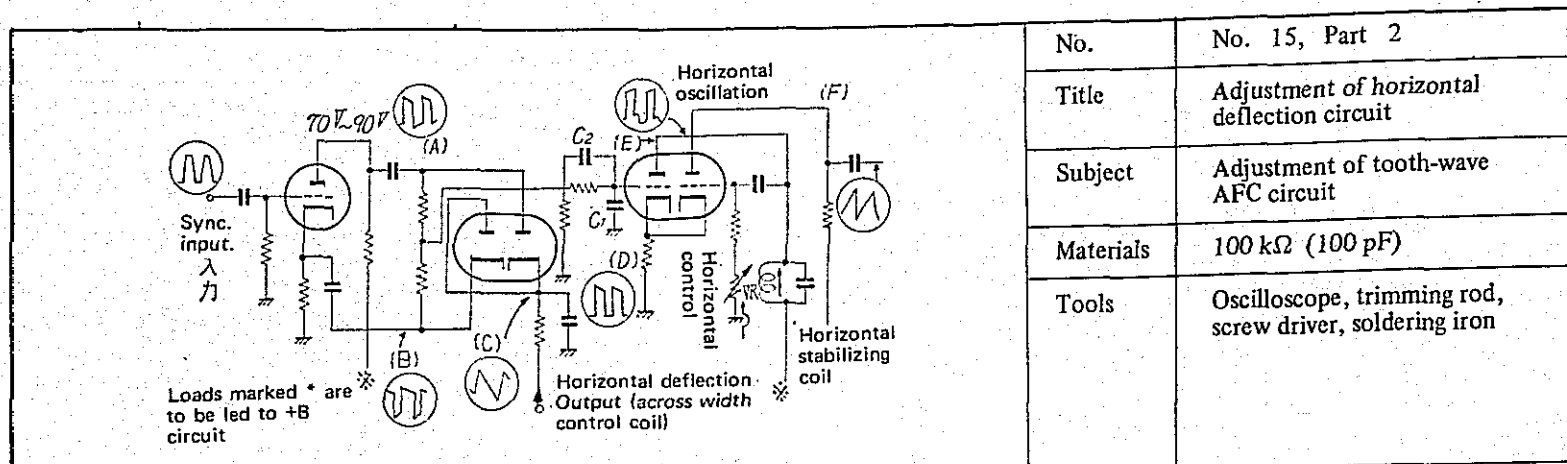 Horizontal
oscillation
(F)
70V~90V
(A)
C2
(E)
Sync.
input.
入
力
C1
(D)
Horizontal
control
VR
(B)
(C)
Horizontal
stabilizing
coil
Loads marked * are
to be led to +B
circuit
※
Horizontal deflection
Output (across width
control coil)
※
No.
No. 15, Part 2
Title
Adjustment of horizontal
deflection circuit
Subject
Adjustment of tooth-wave
AFC circuit
Materials
100 kΩ (100 pF)
Tools
Oscilloscope, trimming rod,
screw driver, soldering iron